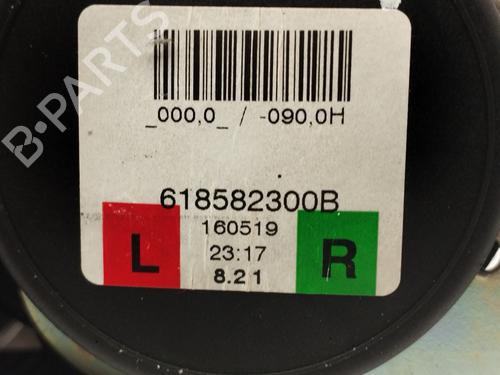 B-PARTS
_000,0_ / -090,0H
618582300B
160519
L
23:17
R
8.21